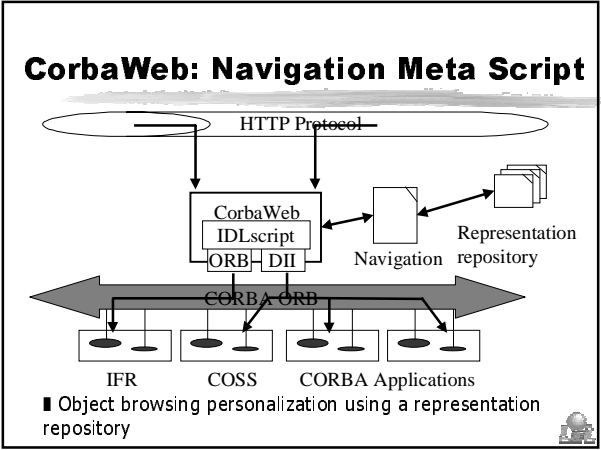 CorbaWeb: Navigation Meta Script
HTTP Protocol
CorbaWeb
IDLscript
ORB DII
Navigation
Representation
repository
CORBA ORB
IFR COSS CORBA Applications
Object browsing personalization using a representation
repository